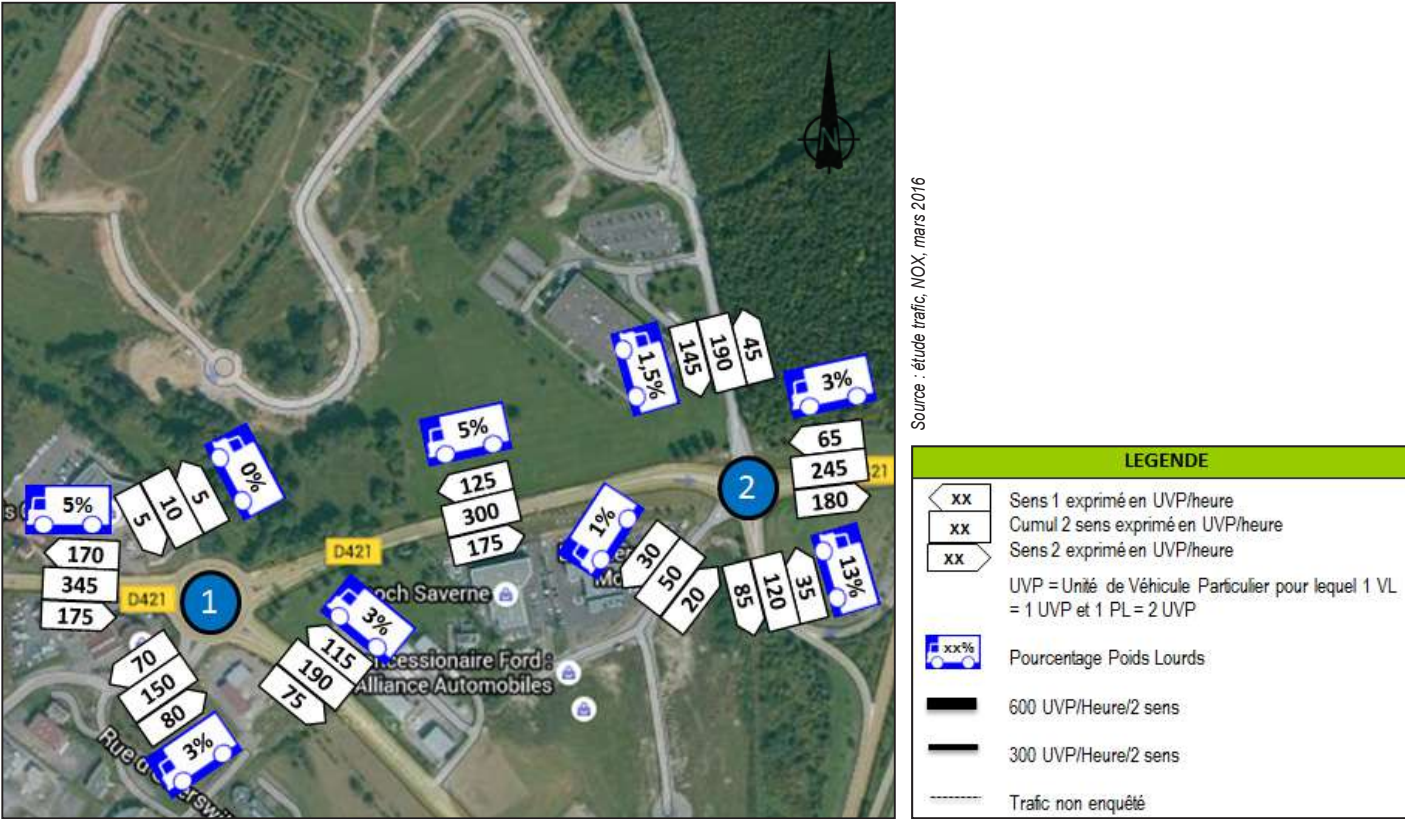 N
1,5%
145
190
45
3%
65
245
180
21
5%
125
300
175
0%
5
10
5
5%
170
345
175
D421
D421
1
2
1%
30
50
20
85
120
35
13%
och Saverne
3%
115
190
75
Concessionaire Ford :
Alliance Automobiles
70
150
80
3%
Rue d'
Source : étude trafic, NOX, mars 2016
LEGENDE
xx Sens 1 exprimé en UVP/heure
xx Cumul 2 sens exprimé en UVP/heure
xx Sens 2 exprimé en UVP/heure
UVP = Unité de Véhicule Particulier pour lequel 1 VL
= 1 UVP et 1 PL = 2 UVP
xx% Pourcentage Poids Lourds
600 UVP/Heure/2 sens
300 UVP/Heure/2 sens
Trafic non enquêté